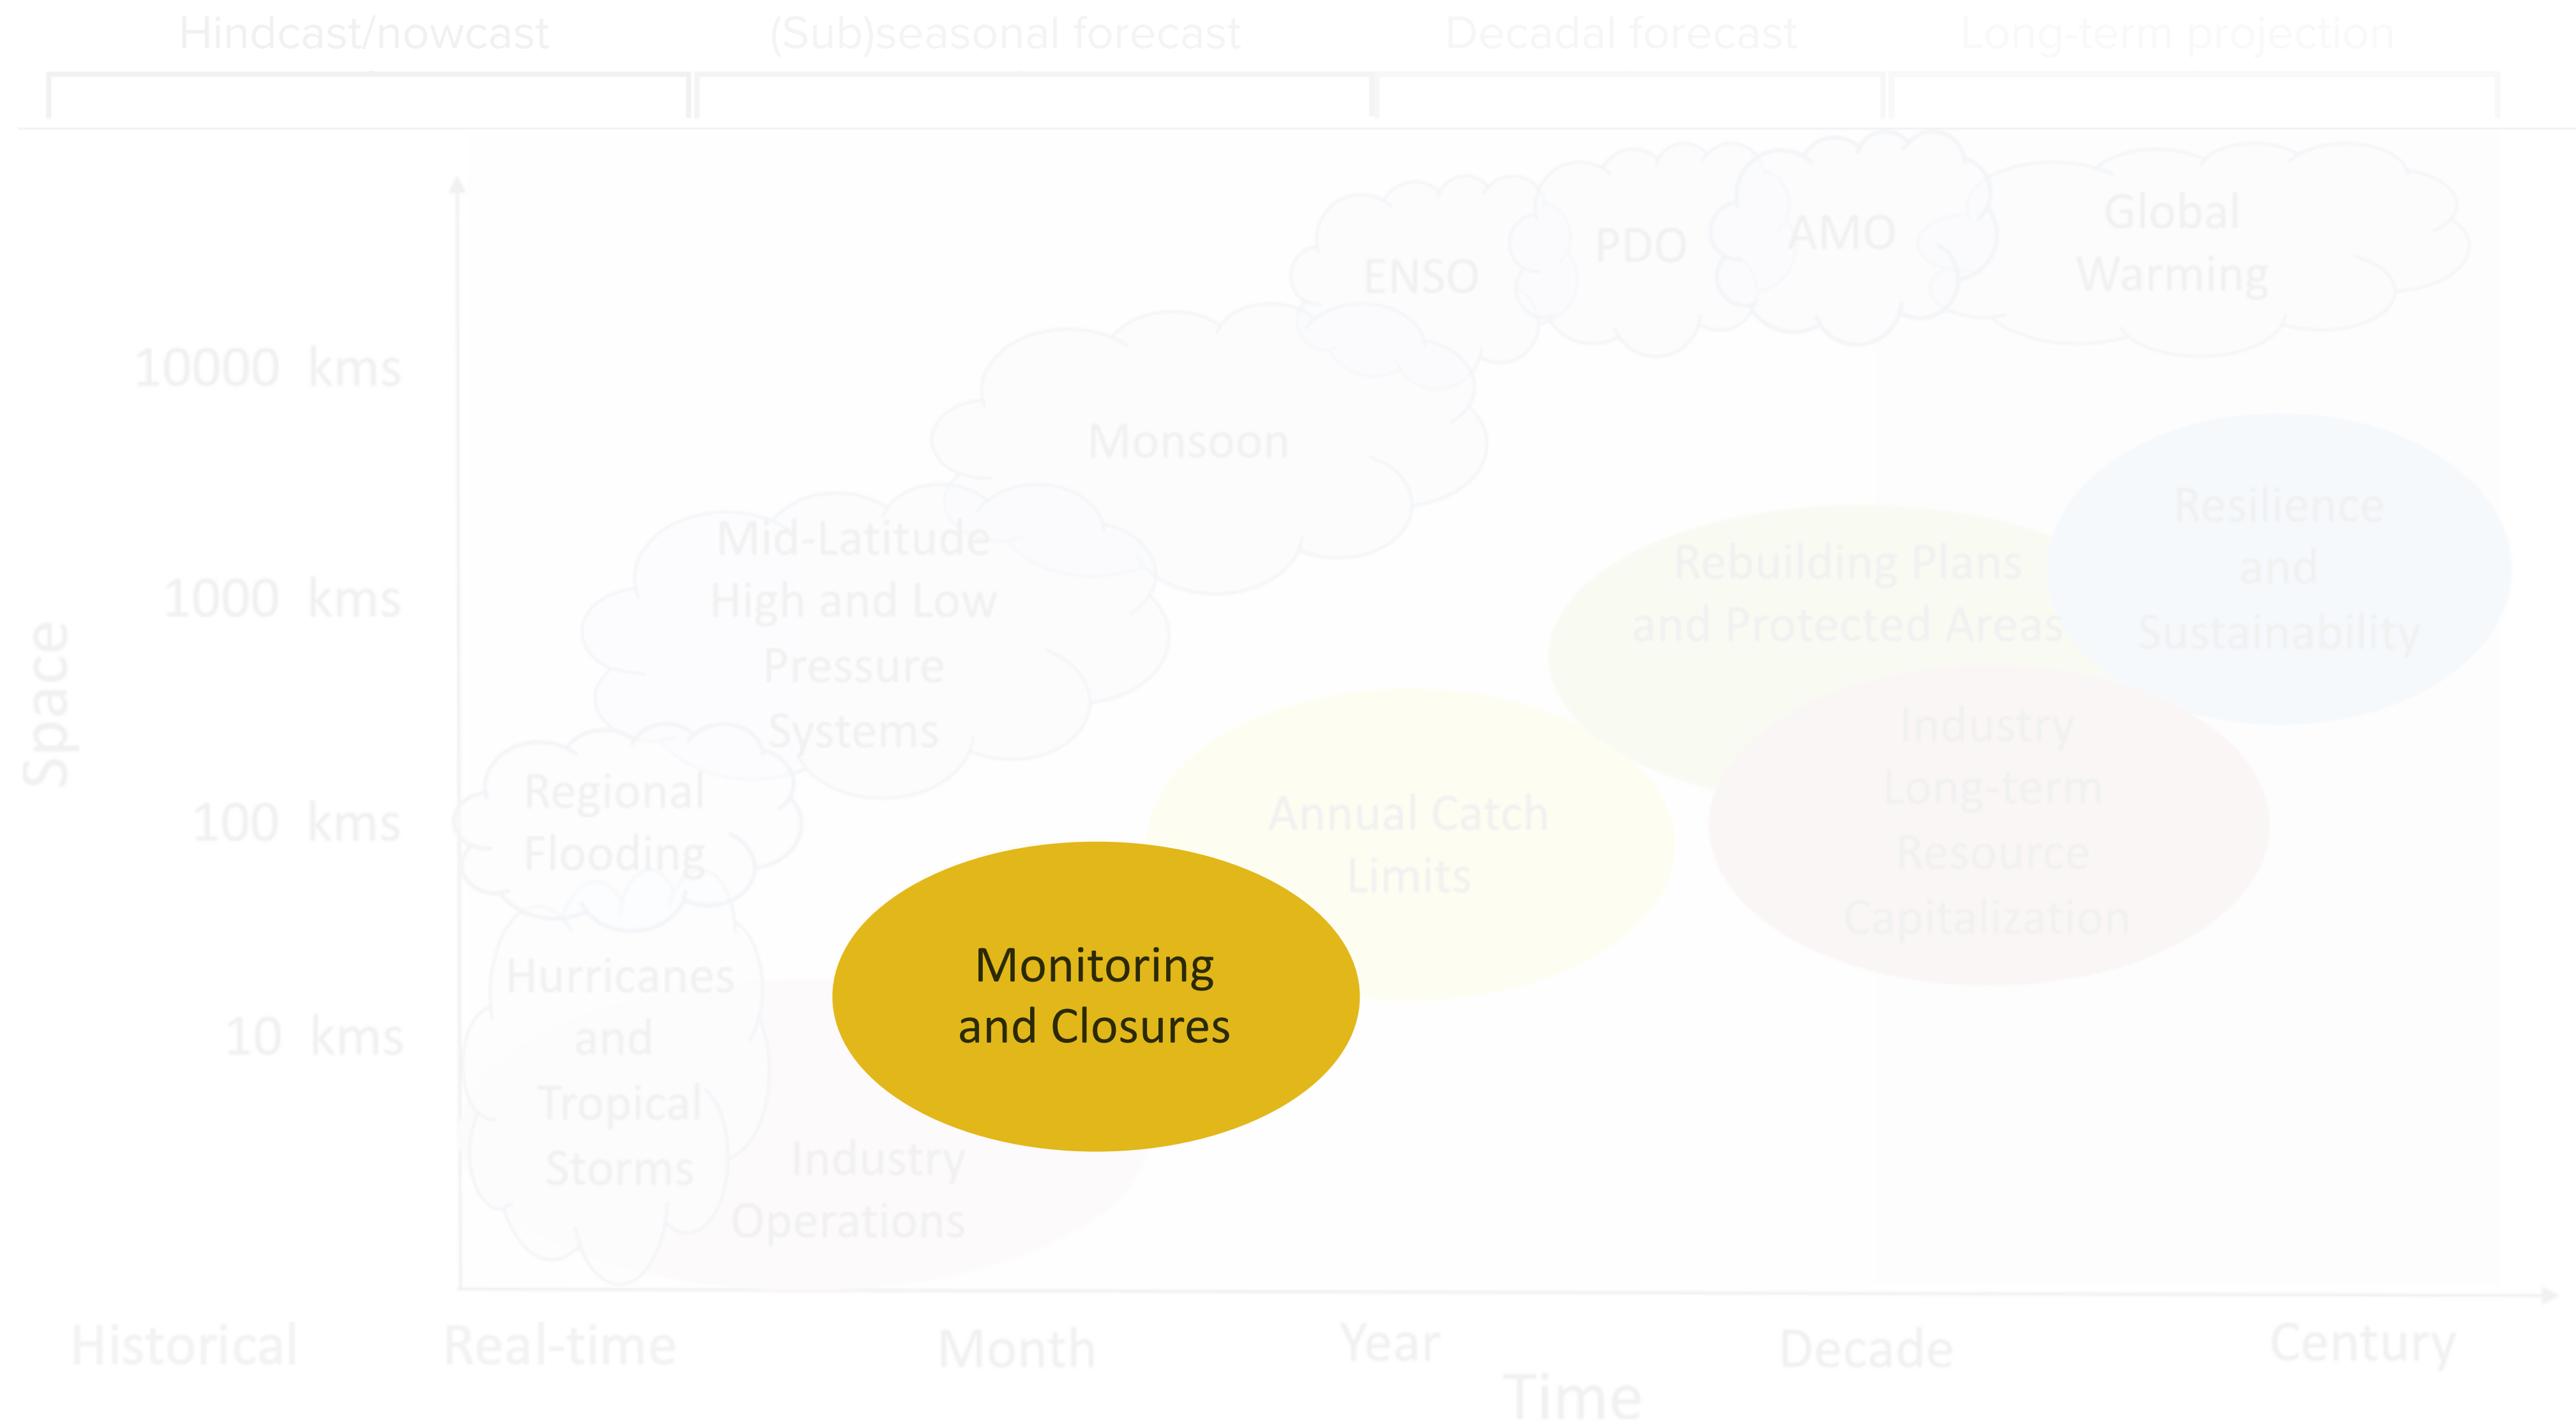 Hindcast/nowcast
(Sub)seasonal forecast
Decadal forecast
Long-term projection
Global
Warming
AMO
PDO
ENSO
10000 kms
Monsoon
Resilience
and
Sustainability
Mid-Latitude
High and Low
Pressure
Systems
Rebuilding Plans
and Protected Areas
1000 kms
Space
Industry
Long-term
Resource
Capitalization
Regional
Flooding
100 kms
Annual Catch
Limits
Monitoring
and Closures
Hurricanes
and
Tropical
Storms
10 kms
Industry
Operations
Historical
Real-time
Month
Year
Decade
Century
Time